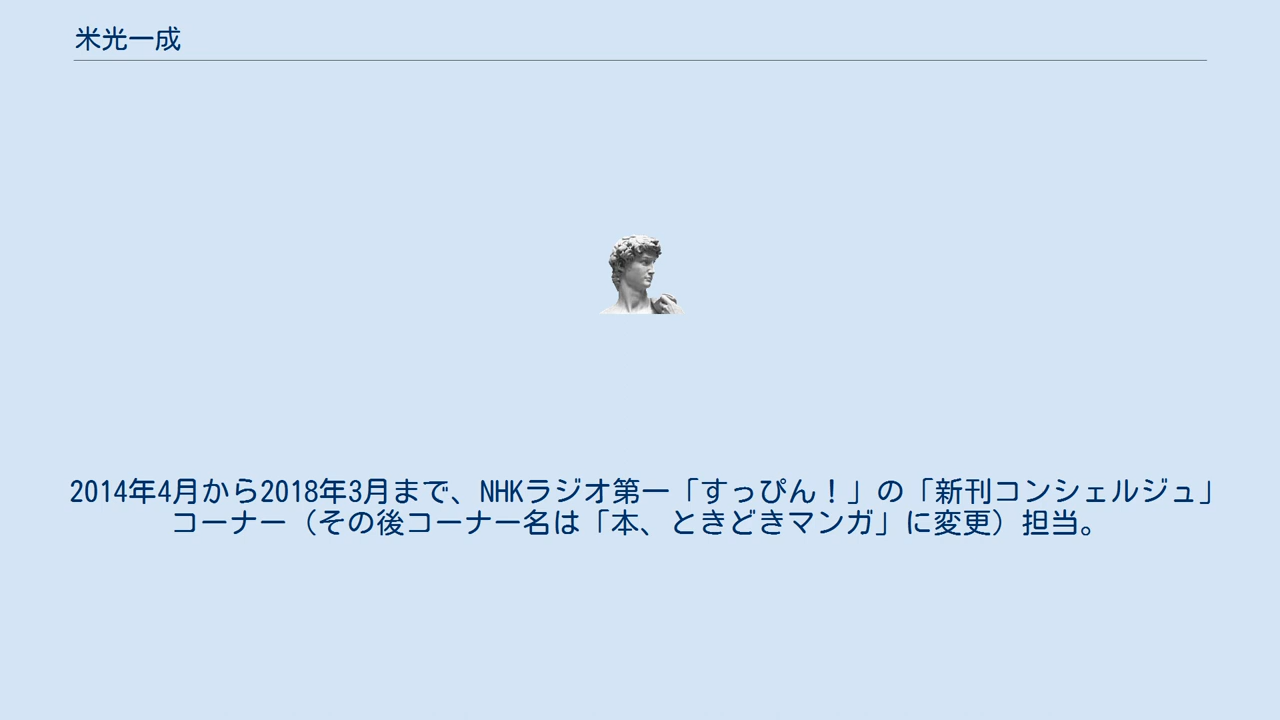 米光一成
2014年4月から2018年3月まで、NHKラジオ第一「すっぴん！」の「新刊コンシェルジュ」
コーナー（その後コーナー名は「本、ときどきマンガ」に変更）担当。